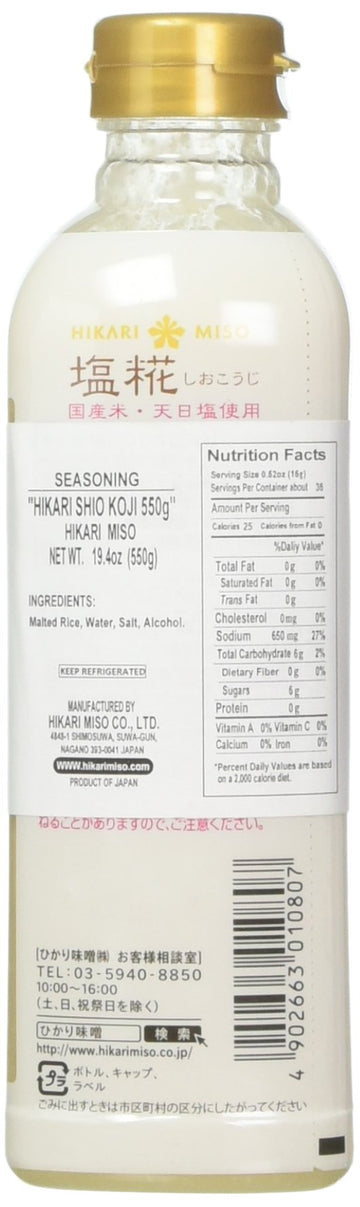 HIKARI MISO
塩糀 しおこうじ
国産米・天日塩使用
SEASONING
"HIKARI SHIO KOJI 550g"
HIKARI MISO
NET WT. 19.4oz (550g)
INGREDIENTS:
Malted Rice, Water, Salt, Alcohol.
KEEP REFRIGERATED
MANUFACTURED BY
HIKARI MISO CO., LTD.
4848-1 SHIMOSUWA, SUWA-GUN,
NAGANO 393-0041 JAPAN
www.hikarimiso.com
PRODUCT OF JAPAN
Nutrition Facts
Serving Size 0.52oz (15g)
Servings Per Container about 36
Amount Per Serving
Calories 25 Calories from Fat 0
%Daliy Value*
Total Fat 0g 0%
Saturated Fat 0g 0%
Trans Fat 0g
Cholesterol 0mg 0%
Sodium 650mg 27%
Total Carbohydrate 6g 2%
Dietary Fiber 0g 0%
Sugars 6g
Protein 0g
Vitamin A 0% Vitamin C 0%
Calcium 0% Iron 0%
*Percent Daily Values are based
on a 2,000 calorie diet.
ねることがありますので、ご注意ください。
[ひかり味噌㈱ お客様相談室]
TEL:03-5940-8850
10:00~16:00
(土、日、祝祭日を除く)
ひかり味噌 検索
http://www.hikarimiso.co.jp/
プラ ボトル、キャップ、
ラベル
ごみに出すときは市区町村の区分にしたがってください
4 902663 010807